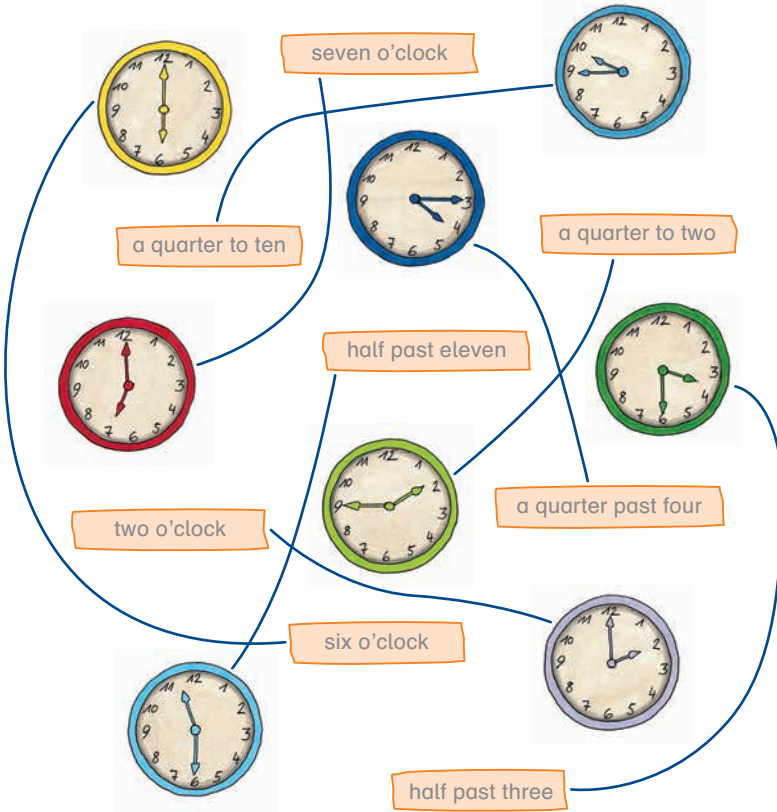 seven o'clock
a quarter to ten
a quarter to two
half past eleven
a quarter past four
two o'clock
six o'clock
half past three